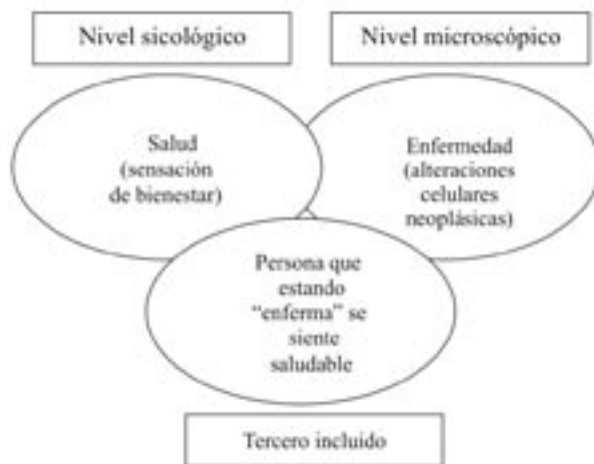 Nivel sicológico
Nivel microscópico
Salud
(sensación
de bienestar)
Enfermedad
(alteraciones
celulares
neoplásicas)
Persona que
estando
“enferma” se
siente
saludable
Tercero incluido